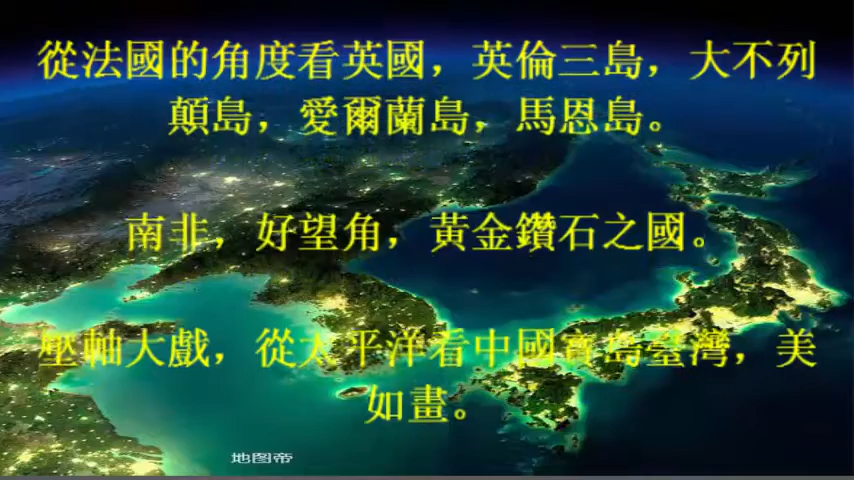 從法國的角度看英國，英倫三島，大不列
顛島，愛爾蘭島，馬恩島。
南非，好望角，黃金鑽石之國。
壓軸大戲，從太平洋看中國寶島臺灣，美
如畫。
地图帝